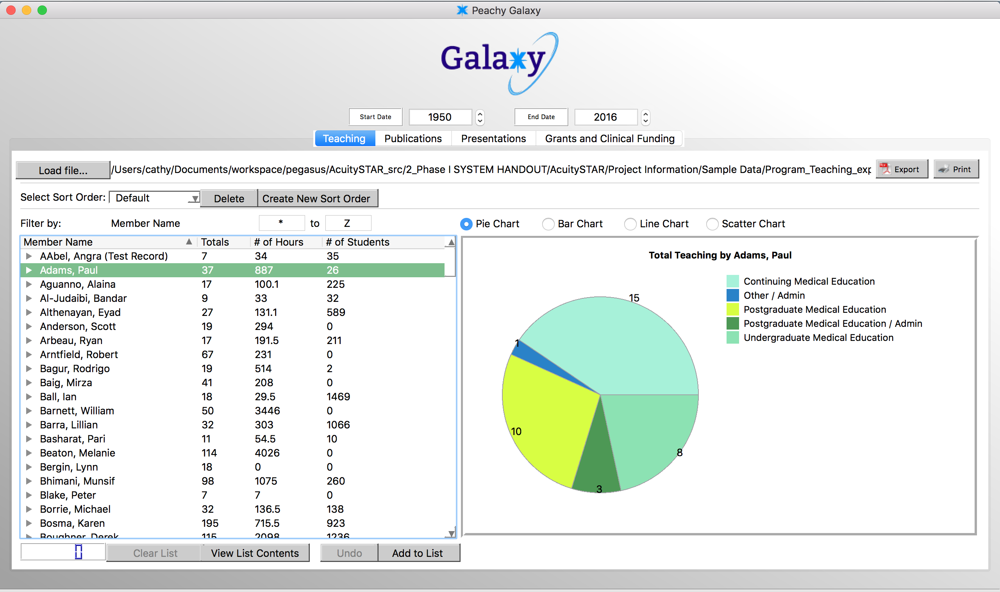 Peachy Galaxy
Galaxy
Start Date 1950 End Date 2016
Teaching Publications Presentations Grants and Clinical Funding
Load file... /Users/cathy/Documents/workspace/pegasus/AcuitySTAR_src/2_Phase I SYSTEM HANDOUT/AcuitySTAR/Project Information/Sample Data/Program_Teaching_exp Export Print
Select Sort Order: Default Delete Create New Sort Order
Filter by: Member Name * to Z
Pie Chart Bar Chart Line Chart Scatter Chart
Member Name Totals # of Hours # of Students
AAbel, Angra (Test Record) 7 34 35
Adams, Paul 37 887 26
Aguanno, Alaina 17 100.1 225
Al-Judaibi, Bandar 9 33 32
Althenayan, Eyad 27 131.1 589
Anderson, Scott 19 294 0
Arbeau, Ryan 17 191.5 211
Arntfield, Robert 67 231 0
Bagur, Rodrigo 19 514 2
Baig, Mirza 41 208 0
Ball, Ian 18 29.5 1469
Barnett, William 50 3446 0
Barra, Lillian 32 303 1066
Basharat, Pari 11 54.5 10
Beaton, Melanie 114 4026 0
Bergin, Lynn 18 0 0
Bhimani, Munsif 98 1075 260
Blake, Peter 7 7 0
Borrie, Michael 32 136.5 138
Bosma, Karen 195 715.5 923
Boughner, Derek 115 2098 1236
Total Teaching by Adams, Paul
Continuing Medical Education
Other / Admin
Postgraduate Medical Education
Postgraduate Medical Education / Admin
Undergraduate Medical Education
15
1
10
8
3
0 Clear List View List Contents Undo Add to List